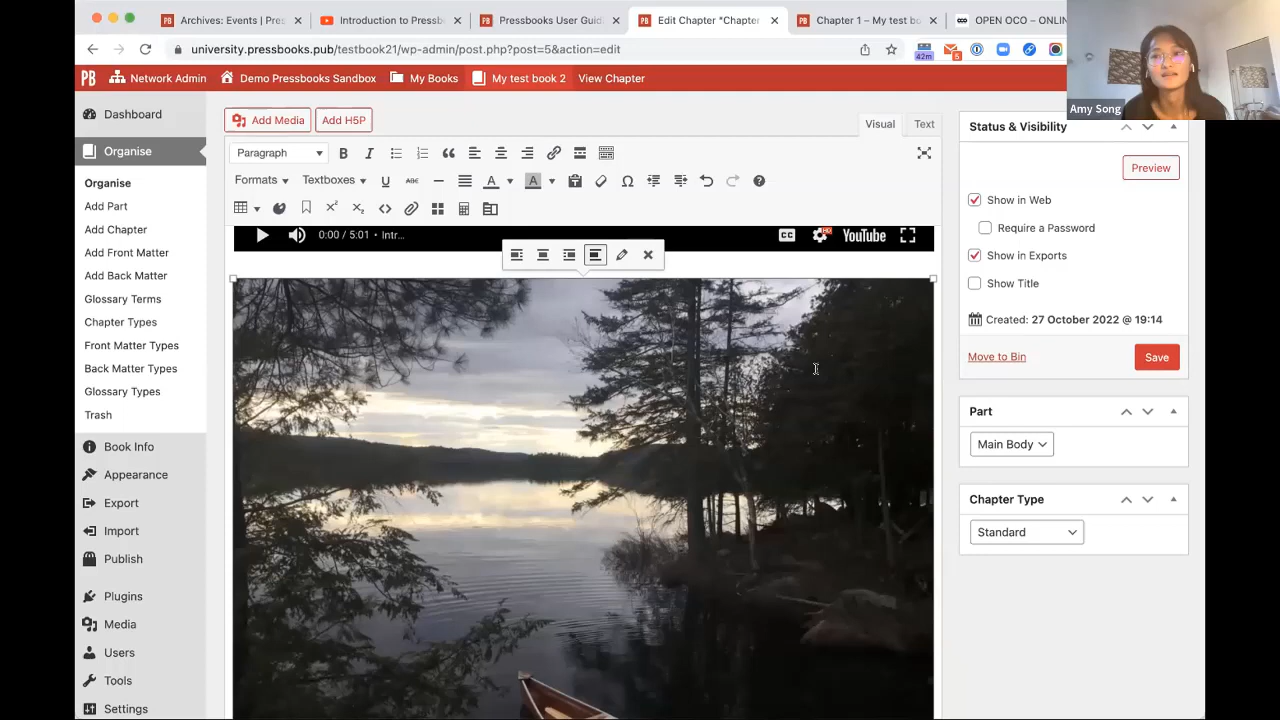 Archives: Events | Pres
Introduction to Pressb
Pressbooks User Guid
Edit Chapter "Chapter
Chapter 1 – My test bo
OPEN OCO – ONLIN
university.pressbooks.pub/testbook21/wp-admin/post.php?post=5&action=edit
42m
5
PB
Network Admin
Demo Pressbooks Sandbox
My Books
My test book 2
View Chapter
Amy Song
Dashboard
Organise
Organise
Add Part
Add Chapter
Add Front Matter
Add Back Matter
Glossary Terms
Chapter Types
Front Matter Types
Back Matter Types
Glossary Types
Trash
Book Info
Appearance
Export
Import
Publish
Plugins
Media
Users
Tools
Settings
Add Media
Add H5P
Visual
Text
Paragraph
Formats
Textboxes
0:00 / 5:01 • Intr...
CC
HD
YouTube
Status & Visibility
Preview
Show in Web
Require a Password
Show in Exports
Show Title
Created: 27 October 2022 @ 19:14
Move to Bin
Save
Part
Main Body
Chapter Type
Standard